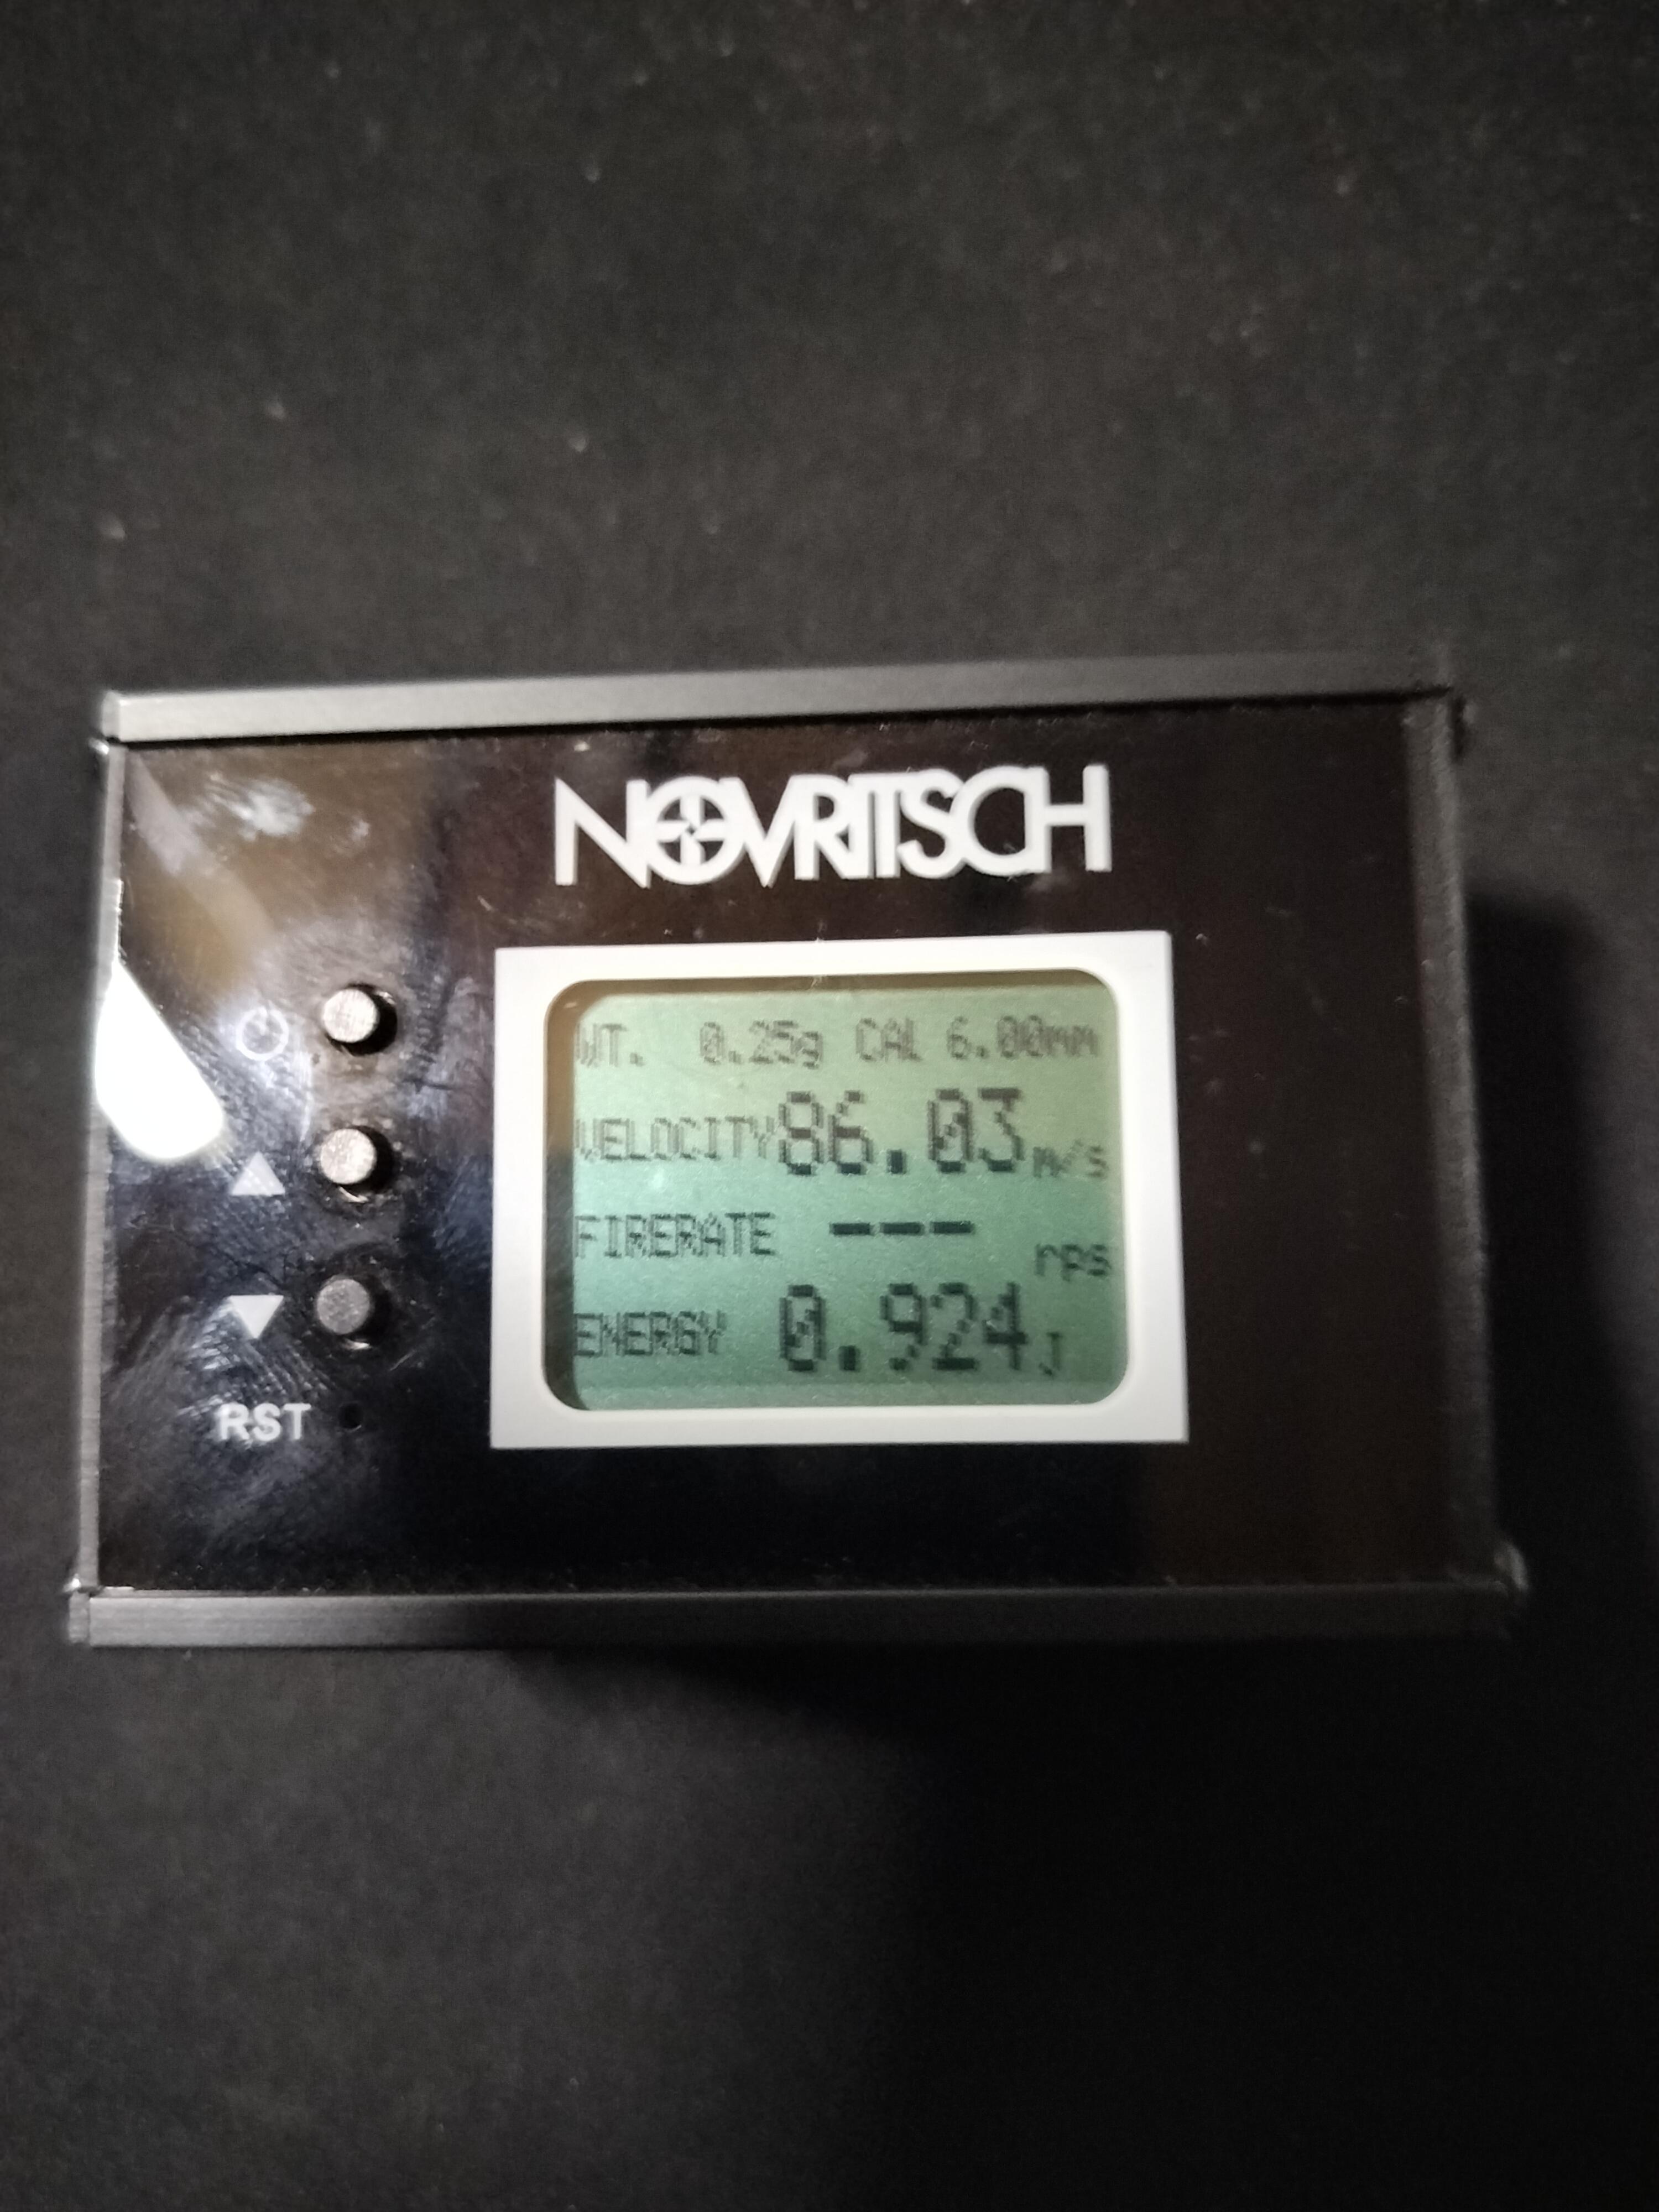 NOVRITSCH
WT. 0.25g CAL 6.00mm
VELOCITY 86.03 m/s
FIRERATE --- rps
ENERGY 0.924 J
RST